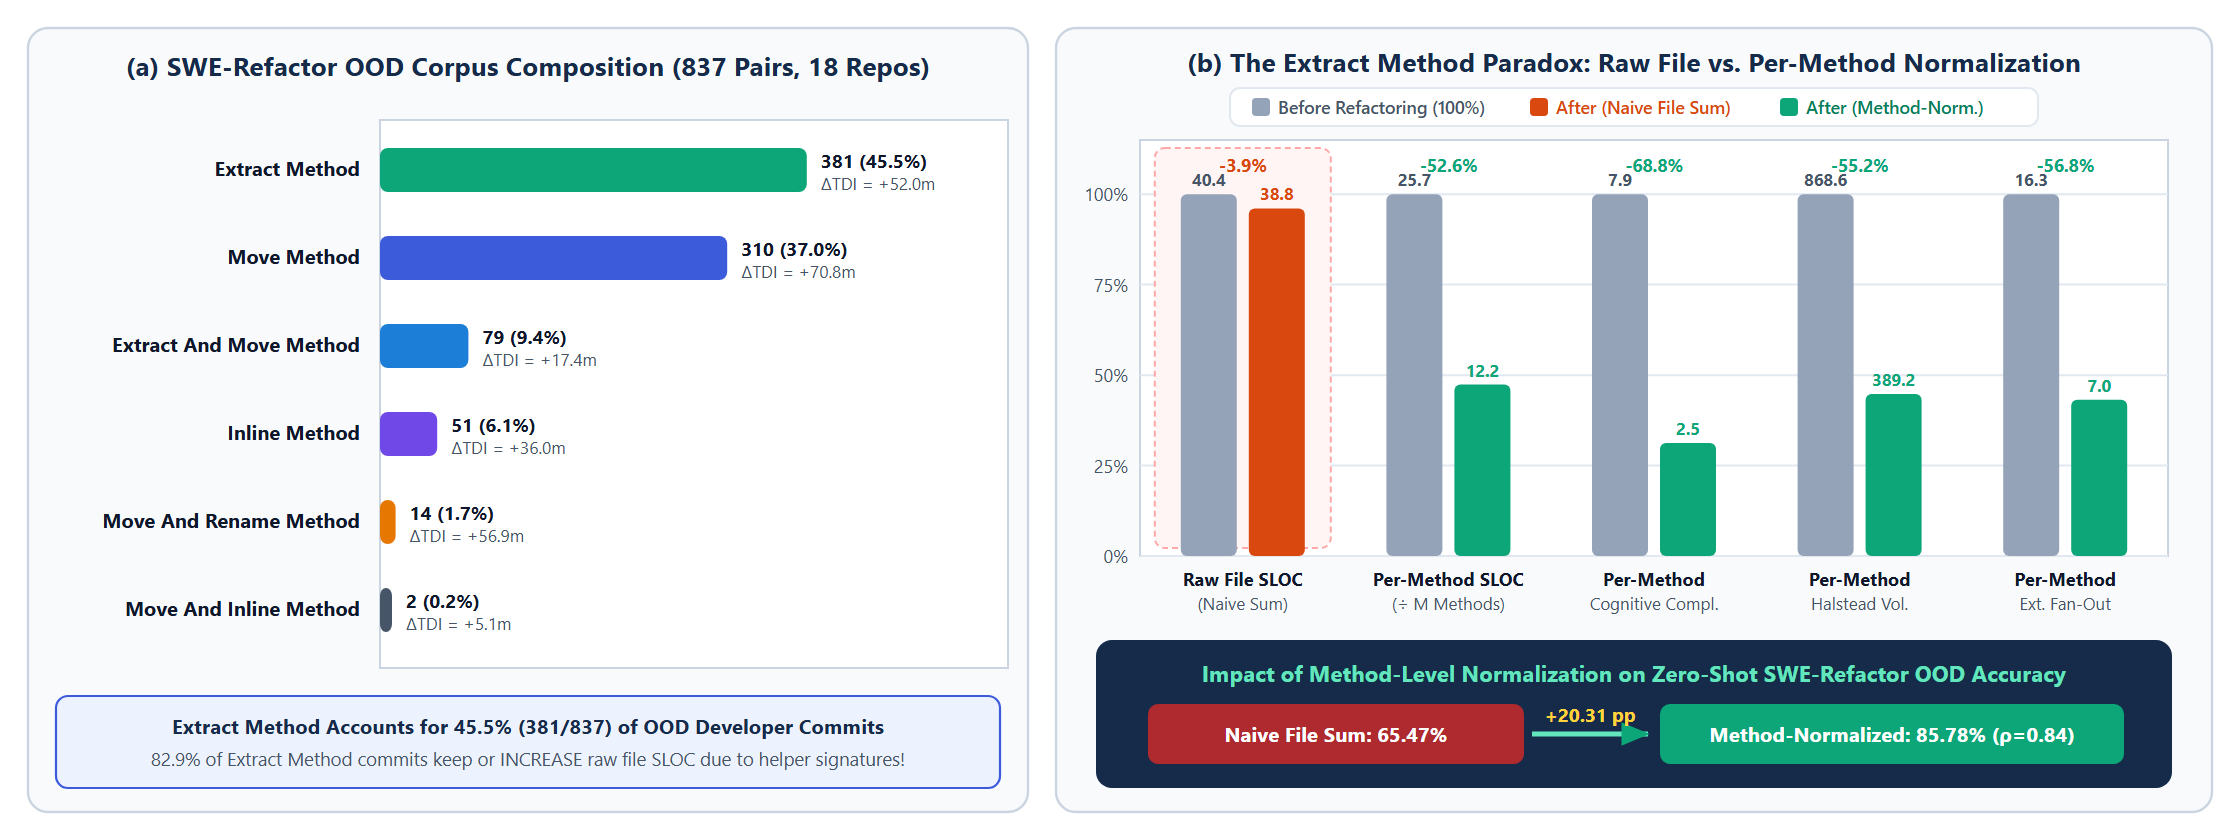 (a) SWE-Refactor OOD Corpus Composition (837 Pairs, 18 Repos)
Extract Method
381 (45.5%)
ΔTDI = +52.0m
Move Method
310 (37.0%)
ΔTDI = +70.8m
Extract And Move Method
79 (9.4%)
ΔTDI = +17.4m
Inline Method
51 (6.1%)
ΔTDI = +36.0m
Move And Rename Method
14 (1.7%)
ΔTDI = +56.9m
Move And Inline Method
2 (0.2%)
ΔTDI = +5.1m
Extract Method Accounts for 45.5% (381/837) of OOD Developer Commits
82.9% of Extract Method commits keep or INCREASE raw file SLOC due to helper signatures!
(b) The Extract Method Paradox: Raw File vs. Per-Method Normalization
Before Refactoring (100%)
After (Naive File Sum)
After (Method-Norm.)
100%
75%
50%
25%
0%
-3.9%
40.4
38.8
Raw File SLOC
(Naive Sum)
-52.6%
25.7
12.2
Per-Method SLOC
(÷ M Methods)
-68.8%
7.9
2.5
Per-Method
Cognitive Compl.
-55.2%
868.6
389.2
Per-Method
Halstead Vol.
-56.8%
16.3
7.0
Per-Method
Ext. Fan-Out
Impact of Method-Level Normalization on Zero-Shot SWE-Refactor OOD Accuracy
Naive File Sum: 65.47%
+20.31 pp
Method-Normalized: 85.78% (ρ=0.84)